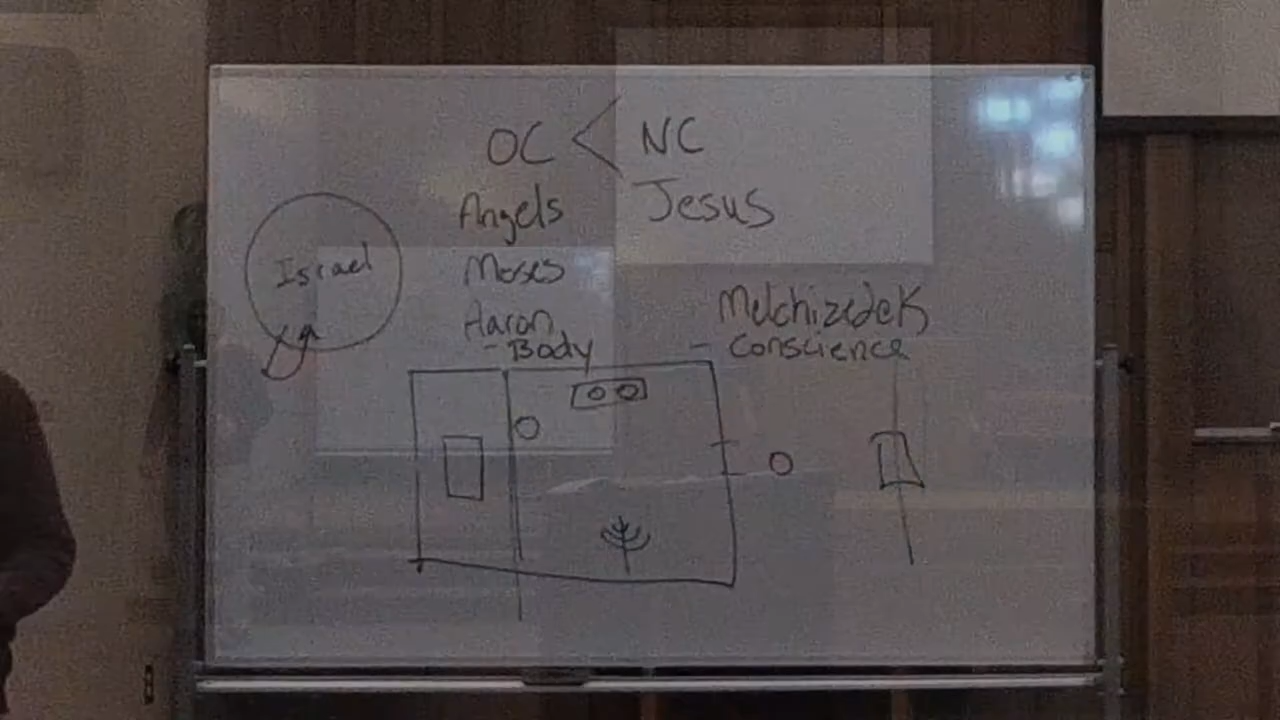 OC < NC
Angels Jesus
Israel
Moses
Aaron Melchizedek
- Body - conscience